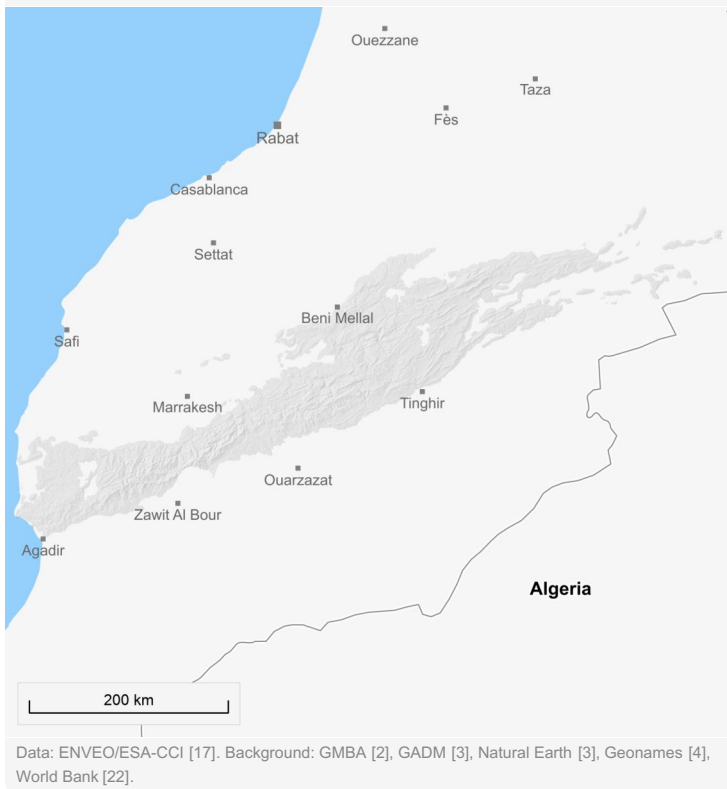 Ouezzane
Taza
Fès
Rabat
Casablanca
Settat
Beni Mellal
Safi
Marrakesh
Tinghir
Ouarzazat
Zawit Al Bour
Agadir
Algeria
200 km
Data: ENVEO/ESA-CCI [17]. Background: GMBA [2], GADM [3], Natural Earth [3], Geonames [4],
World Bank [22].